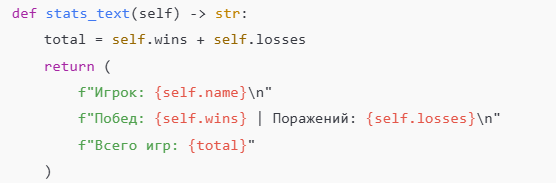 def stats_text(self) -> str:
    total = self.wins + self.losses
    return (
        f"Игрок: {self.name}\n"
        f"Побед: {self.wins} | Поражений: {self.losses}\n"
        f"Всего игр: {total}"
    )